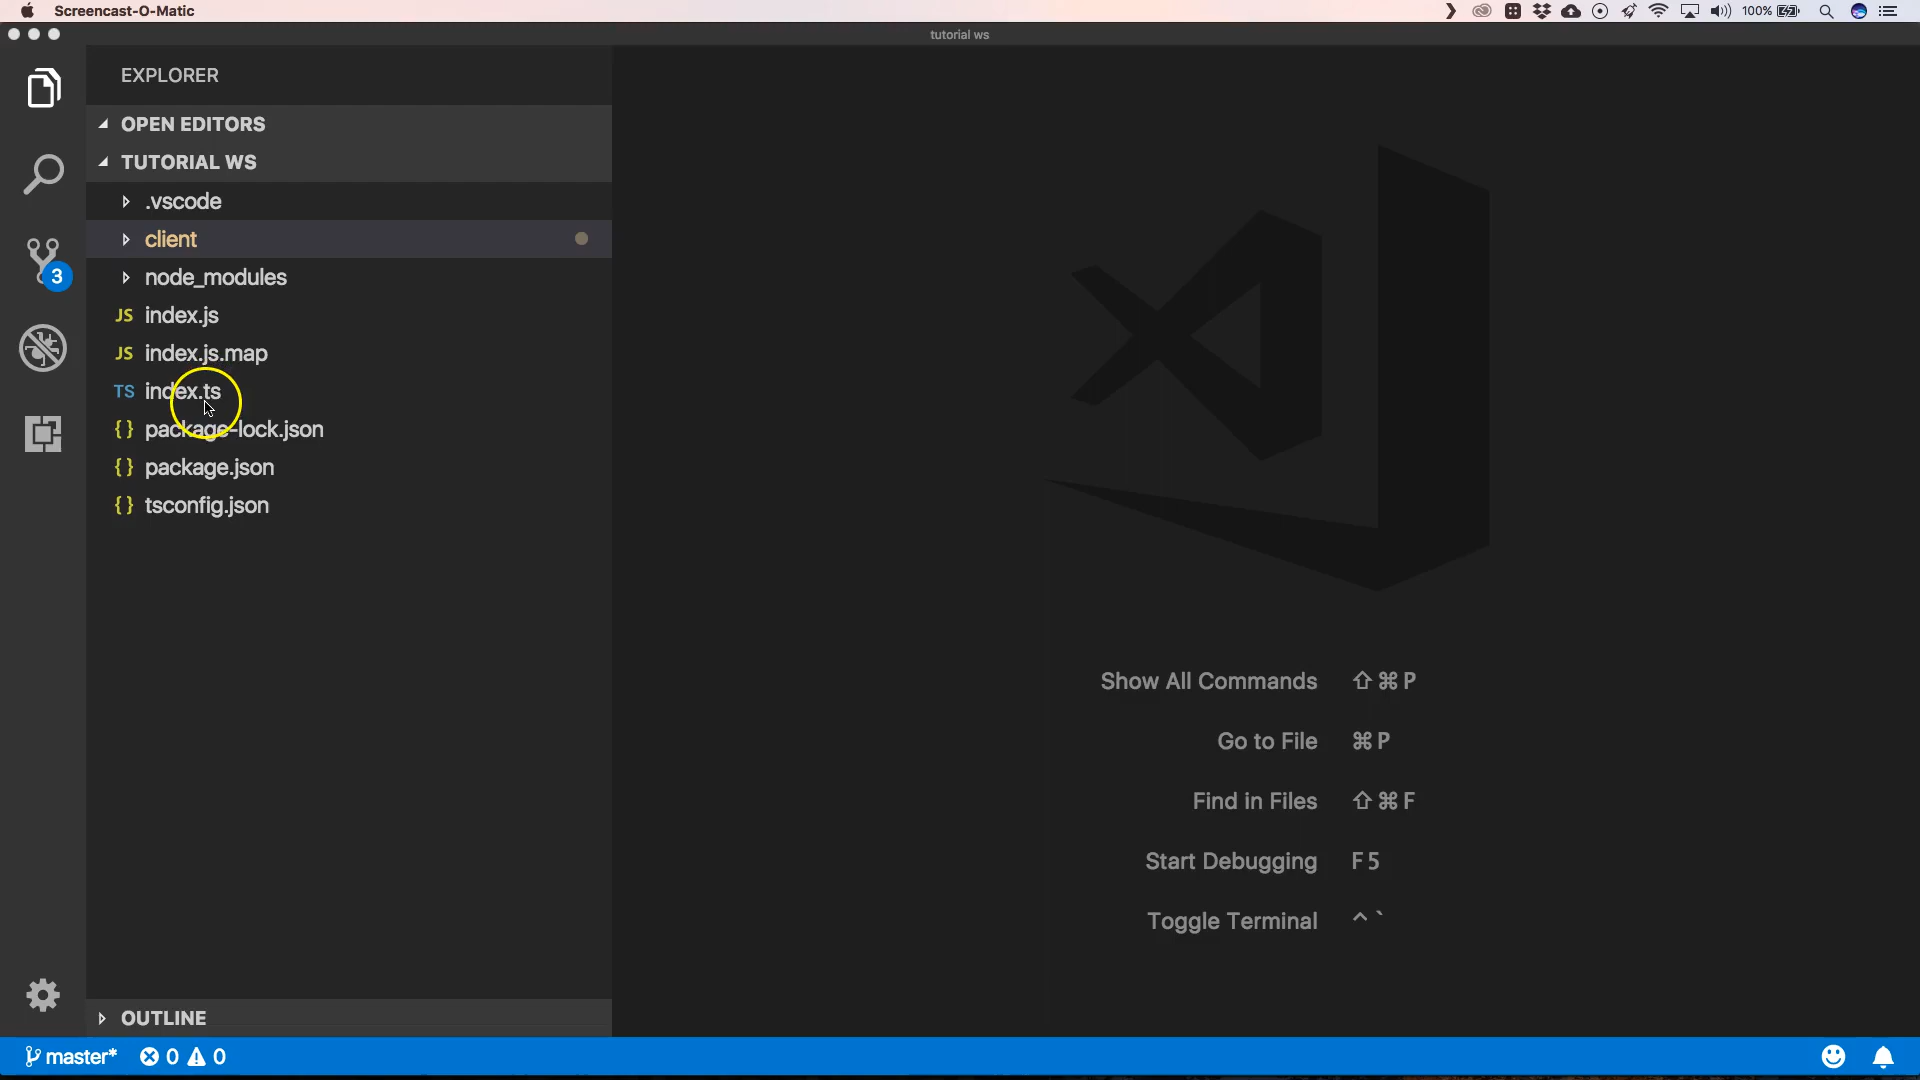 Screencast-O-Matic
100%
tutorial ws
EXPLORER
OPEN EDITORS
TUTORIAL WS
.vscode
client
node_modules
3
JS index.js
JS index.js.map
TS index.ts
{ } package-lock.json
{ } package.json
{ } tsconfig.json
Show All Commands ⇧⌘P
Go to File ⌘P
Find in Files ⇧⌘F
Start Debugging F5
Toggle Terminal ^`
OUTLINE
master* 0 0